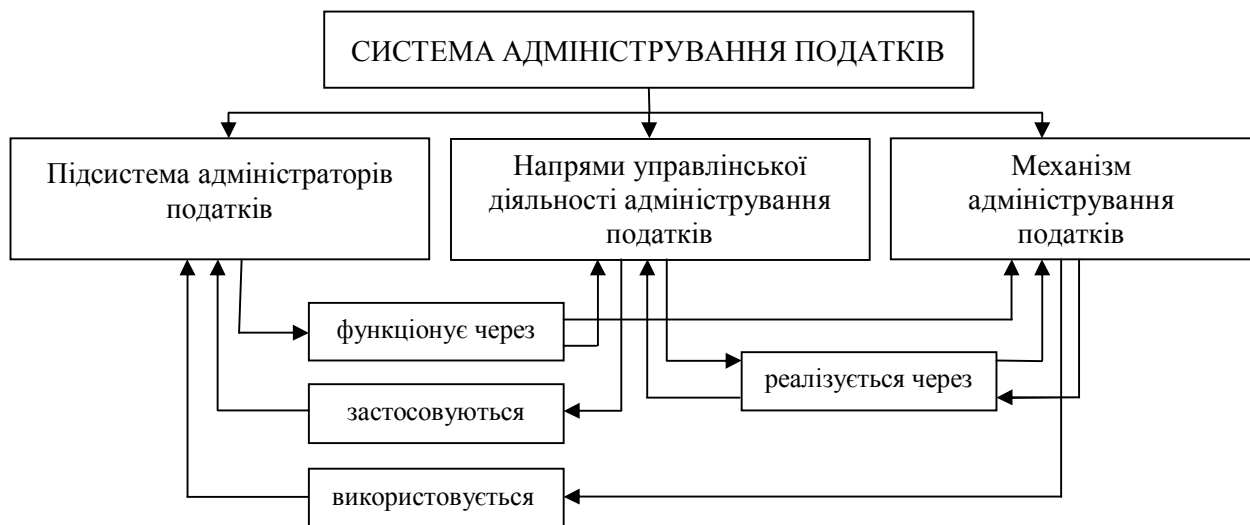 СИСТЕМА АДМІНІСТРУВАННЯ ПОДАТКІВ
Підсистема адміністраторів
податків
Напрями управлінської
діяльності адміністрування
податків
Механізм
адміністрування
податків
функціонує через
реалізується через
застосовуються
використовується